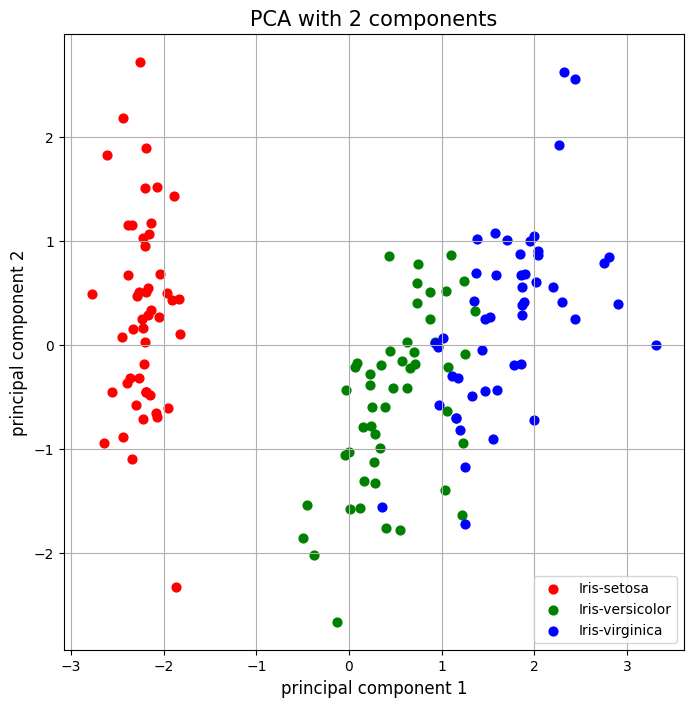 PCA with 2 components
principal component 2
2
1
0
−1
−2
−3
−2
−1
0
1
2
3
principal component 1
Iris-setosa
Iris-versicolor
Iris-virginica